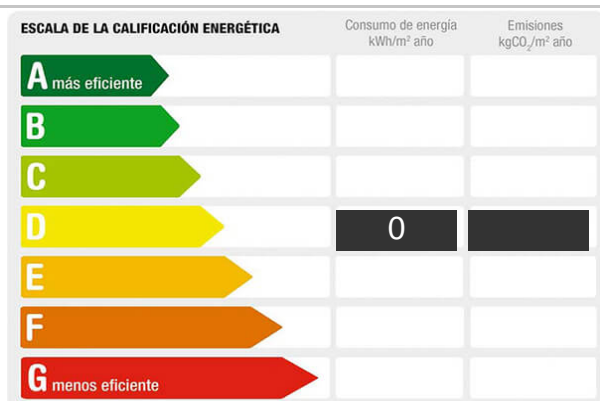 ESCALA DE LA CALIFICACIÓN ENERGÉTICA
Consumo de energía
kWh/m² año
Emisiones
kgCO₂/m² año
A más eficiente
B
C
D 0
E
F
G menos eficiente